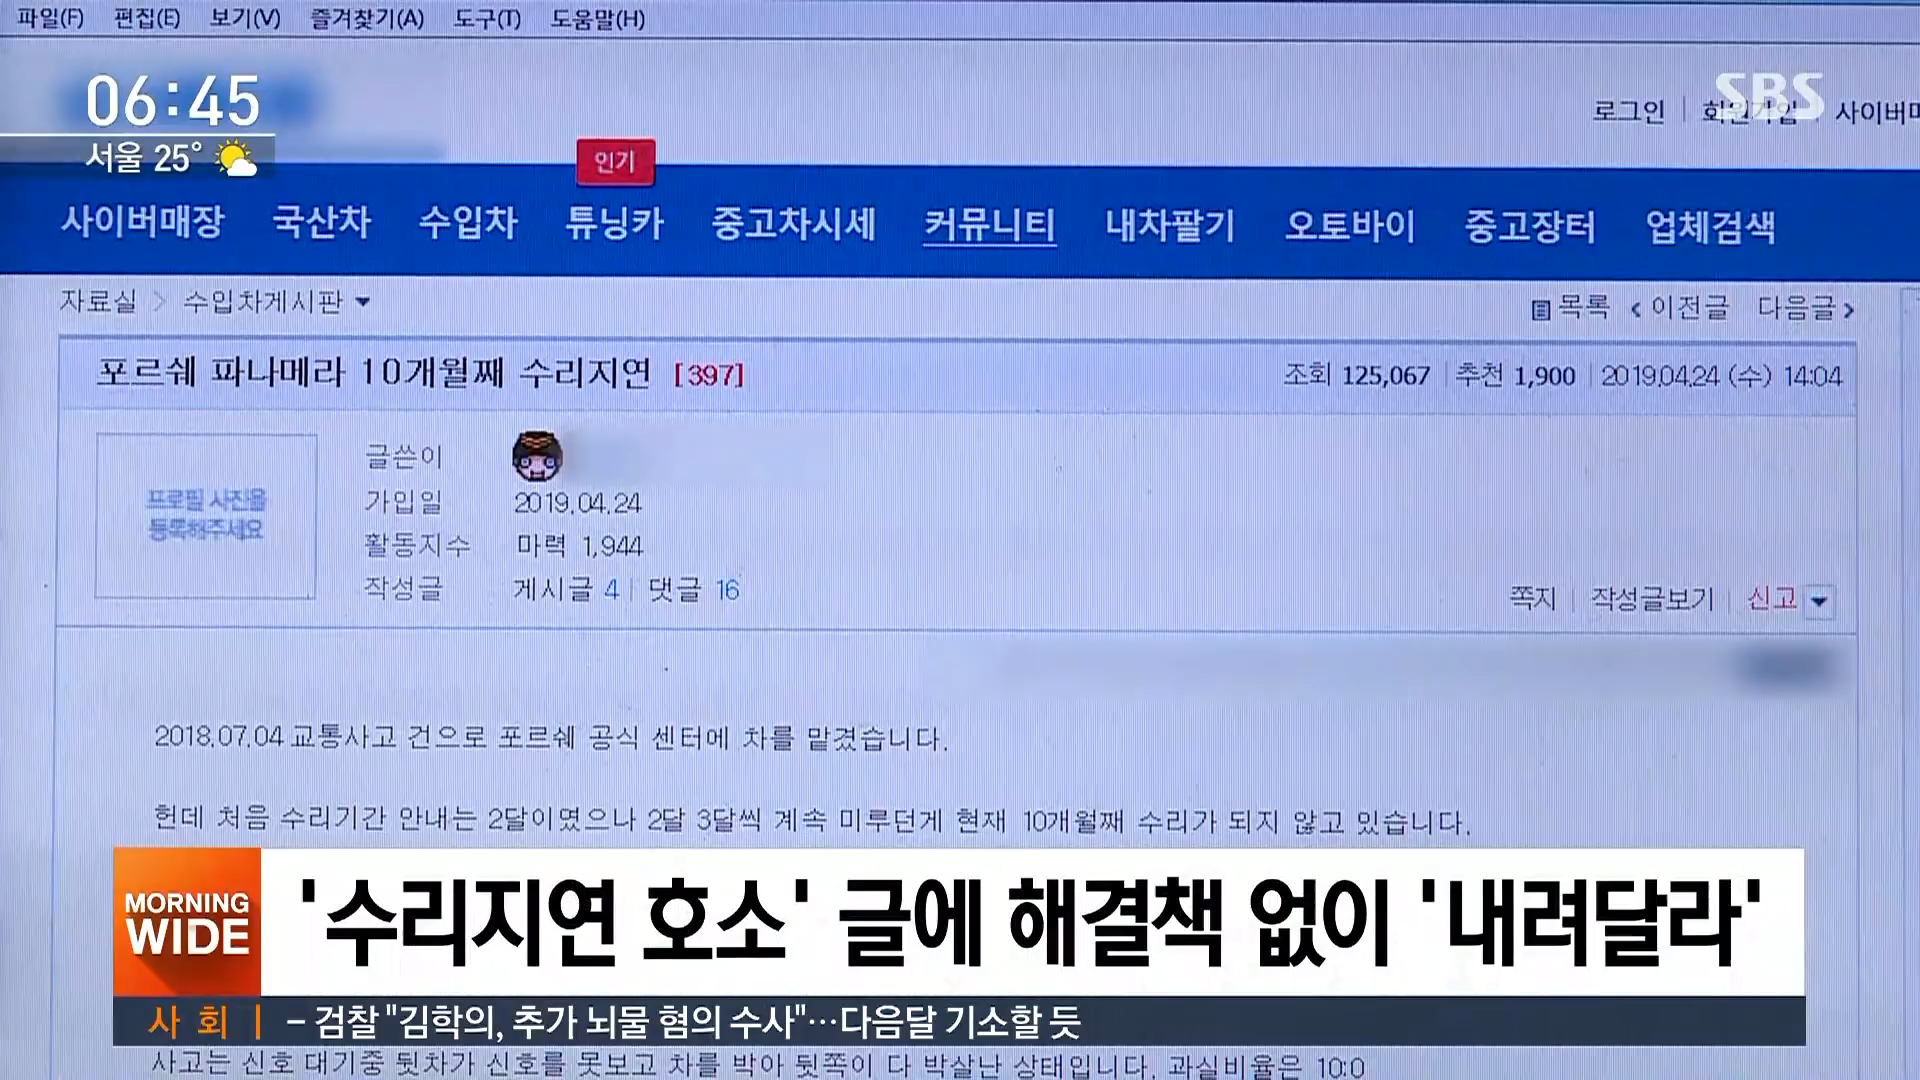 파일(F) 편집(E) 보기(V) 즐겨찾기(A) 도구(T) 도움말(H)
06:45
SBS
로그인 회원가입 사이버매
서울 25°
인기
사이버매장 국산차 수입차 튜닝카 중고차시세 커뮤니티 내차팔기 오토바이 중고장터 업체검색
자료실 > 수입차게시판 목록 < 이전글 다음글 >
포르쉐 파나메라 10개월째 수리지연 [397] 조회 125,067 추천 1,900 2019.04.24 (수) 14:04
프로필 사진을
등록해주세요
글쓴이
가입일 2019.04.24
활동지수 마력 1,944
작성글 게시글 4 댓글 16
쪽지 작성글보기 신고
2018.07.04 교통사고 건으로 포르쉐 공식 센터에 차를 맡겼습니다.
헌데 처음 수리기간 안내는 2달이였으나 2달 3달씩 계속 미루던게 현재 10개월째 수리가 되지 않고 있습니다.
MORNING
WIDE
'수리지연 호소' 글에 해결책 없이 '내려달라'
사회 | - 검찰 "김학의, 추가 뇌물 혐의 수사"…다음달 기소할 듯
사고는 신호 대기중 뒷차가 신호를 못보고 차를 박아 뒷쪽이 다 박살난 상태입니다. 과실비율은 10:0